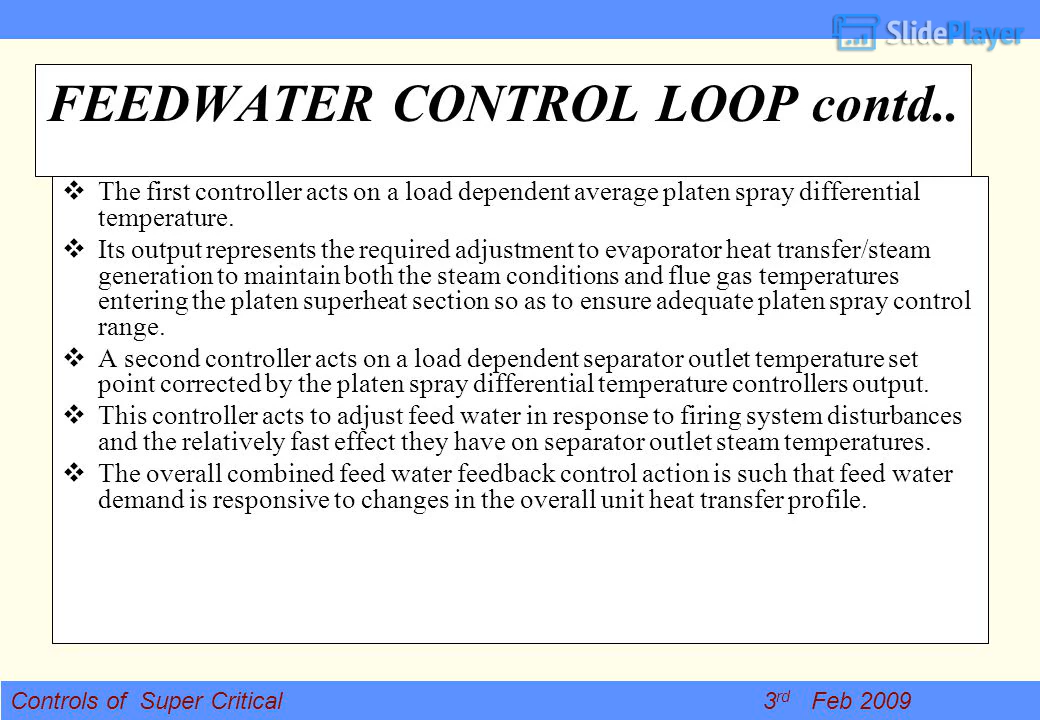 SlidePlayer
FEEDWATER CONTROL LOOP contd..
❖ The first controller acts on a load dependent average platen spray differential
temperature.
❖ Its output represents the required adjustment to evaporator heat transfer/steam
generation to maintain both the steam conditions and flue gas temperatures
entering the platen superheat section so as to ensure adequate platen spray control
range.
❖ A second controller acts on a load dependent separator outlet temperature set
point corrected by the platen spray differential temperature controllers output.
❖ This controller acts to adjust feed water in response to firing system disturbances
and the relatively fast effect they have on separator outlet steam temperatures.
❖ The overall combined feed water feedback control action is such that feed water
demand is responsive to changes in the overall unit heat transfer profile.
Controls of Super Critical 3rd Feb 2009